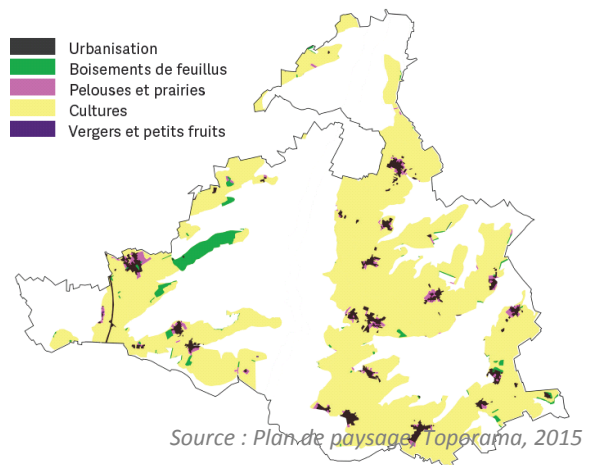 Urbanisation
Boisements de feuillus
Pelouses et prairies
Cultures
Vergers et petits fruits
Source : Plan de paysage, Toporama, 2015